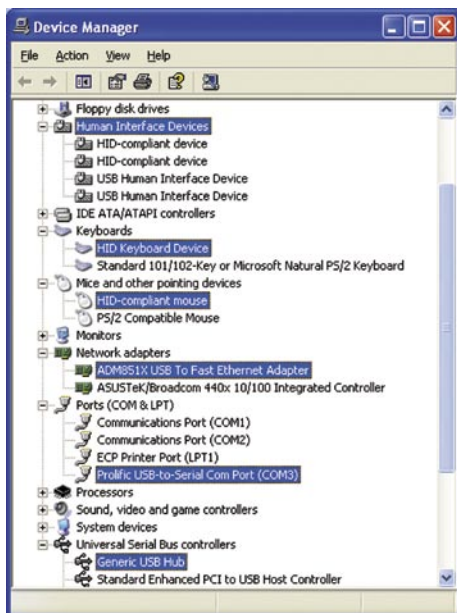 Device Manager
File Action View Help
Floppy disk drives
Human Interface Devices
HID-compliant device
HID-compliant device
USB Human Interface Device
USB Human Interface Device
IDE ATA/ATAPI controllers
Keyboards
HID Keyboard Device
Standard 101/102-Key or Microsoft Natural PS/2 Keyboard
Mice and other pointing devices
HID-compliant mouse
PS/2 Compatible Mouse
Monitors
Network adapters
ADM851X USB To Fast Ethernet Adapter
ASUSTeK/Broadcom 440x 10/100 Integrated Controller
Ports (COM & LPT)
Communications Port (COM1)
Communications Port (COM2)
ECP Printer Port (LPT1)
Prolific USB-to-Serial Com Port (COM3)
Processors
Sound, video and game controllers
System devices
Universal Serial Bus controllers
Generic USB Hub
Standard Enhanced PCI to USB Host Controller